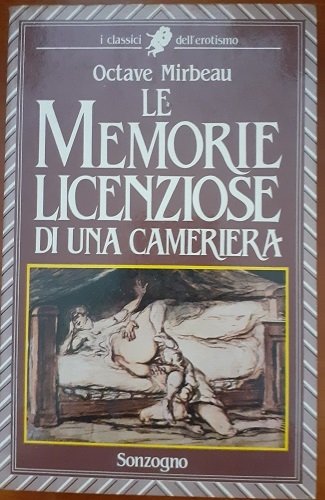 i classici dell'erotismo
Octave Mirbeau
LE
MEMORIE
LICENZIOSE
DI UNA CAMERIERA
Sonzogno